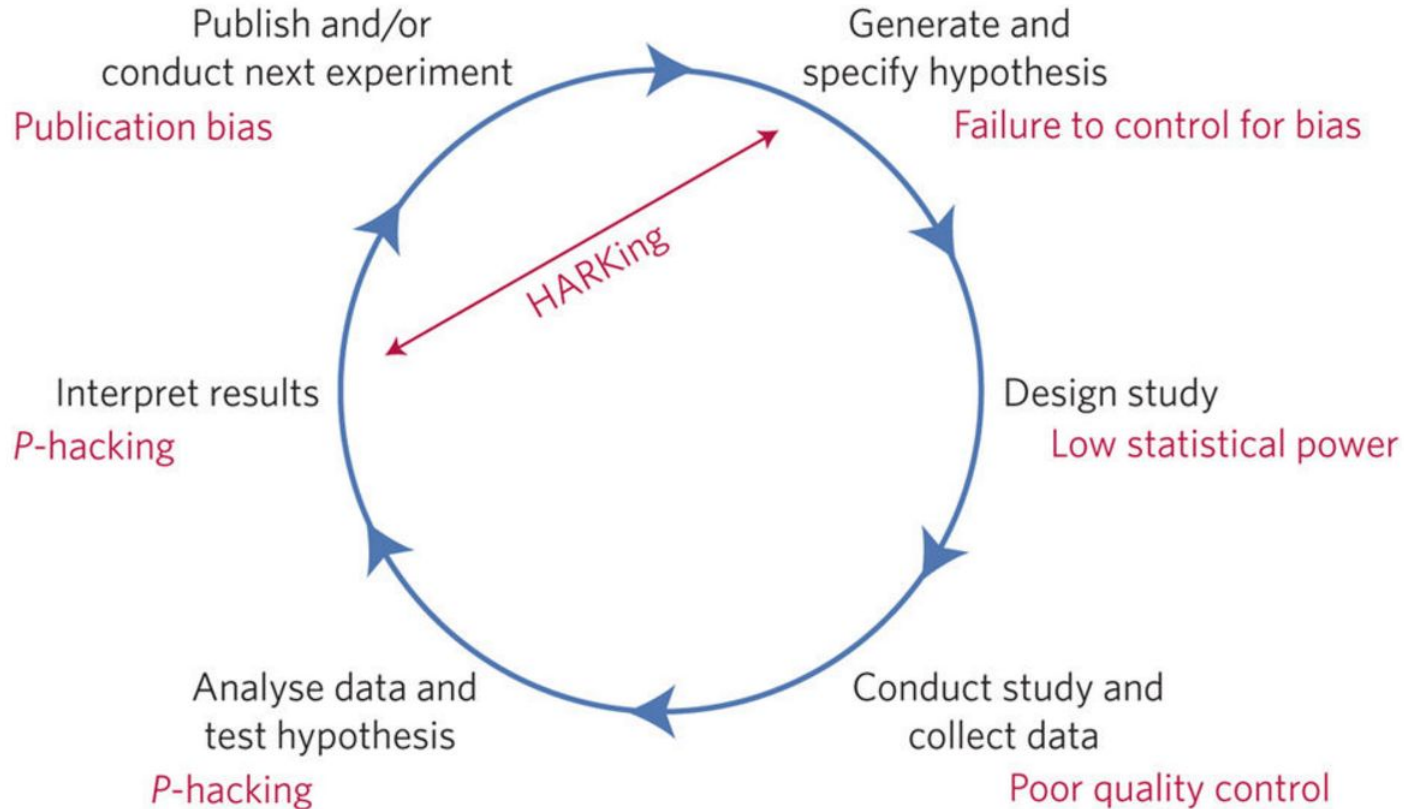 Publish and/or
conduct next experiment
Publication bias
Generate and
specify hypothesis
Failure to control for bias
HARKing
Interpret results
P-hacking
Design study
Low statistical power
Analyse data and
test hypothesis
P-hacking
Conduct study and
collect data
Poor quality control